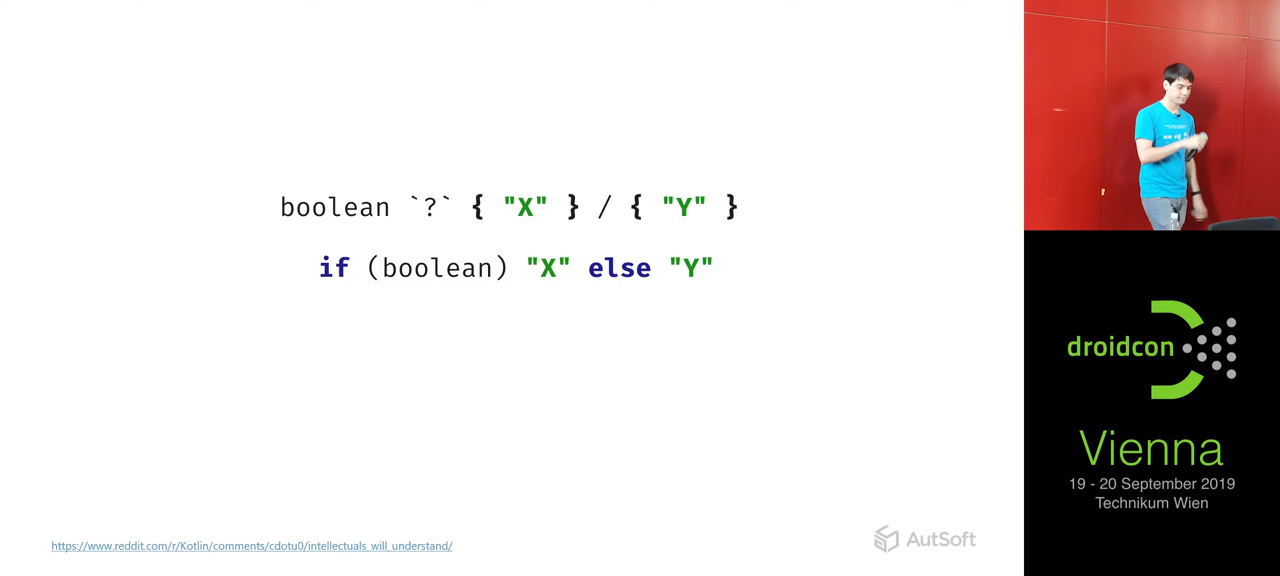 boolean `?` { "X" } / { "Y" }
if (boolean) "X" else "Y"
https://www.reddit.com/r/Kotlin/comments/cdotu0/intellectuals_will_understand/
AutSoft
droidcon
Vienna
19 - 20 September 2019
Technikum Wien